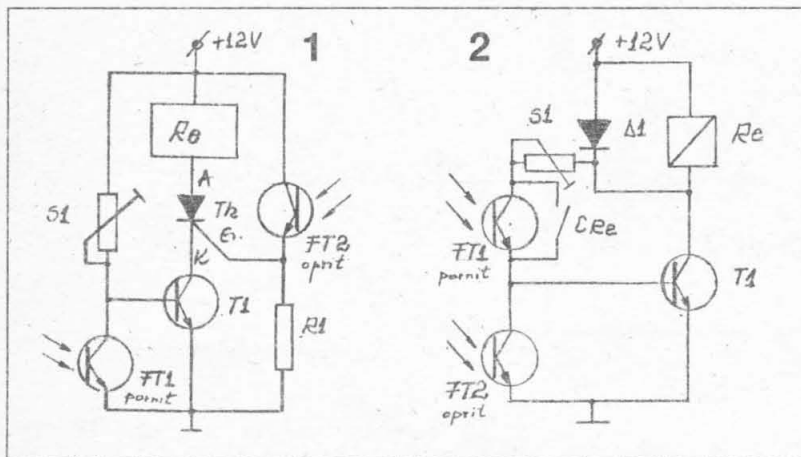 1
+12V
Re
S1
A
Th
Gr.
K
FT2
oprit
T1
R1
FT1
pornit
2
+12V
S1
Δ1
Re
FT1
pornit
CRe
T1
FT2
oprit